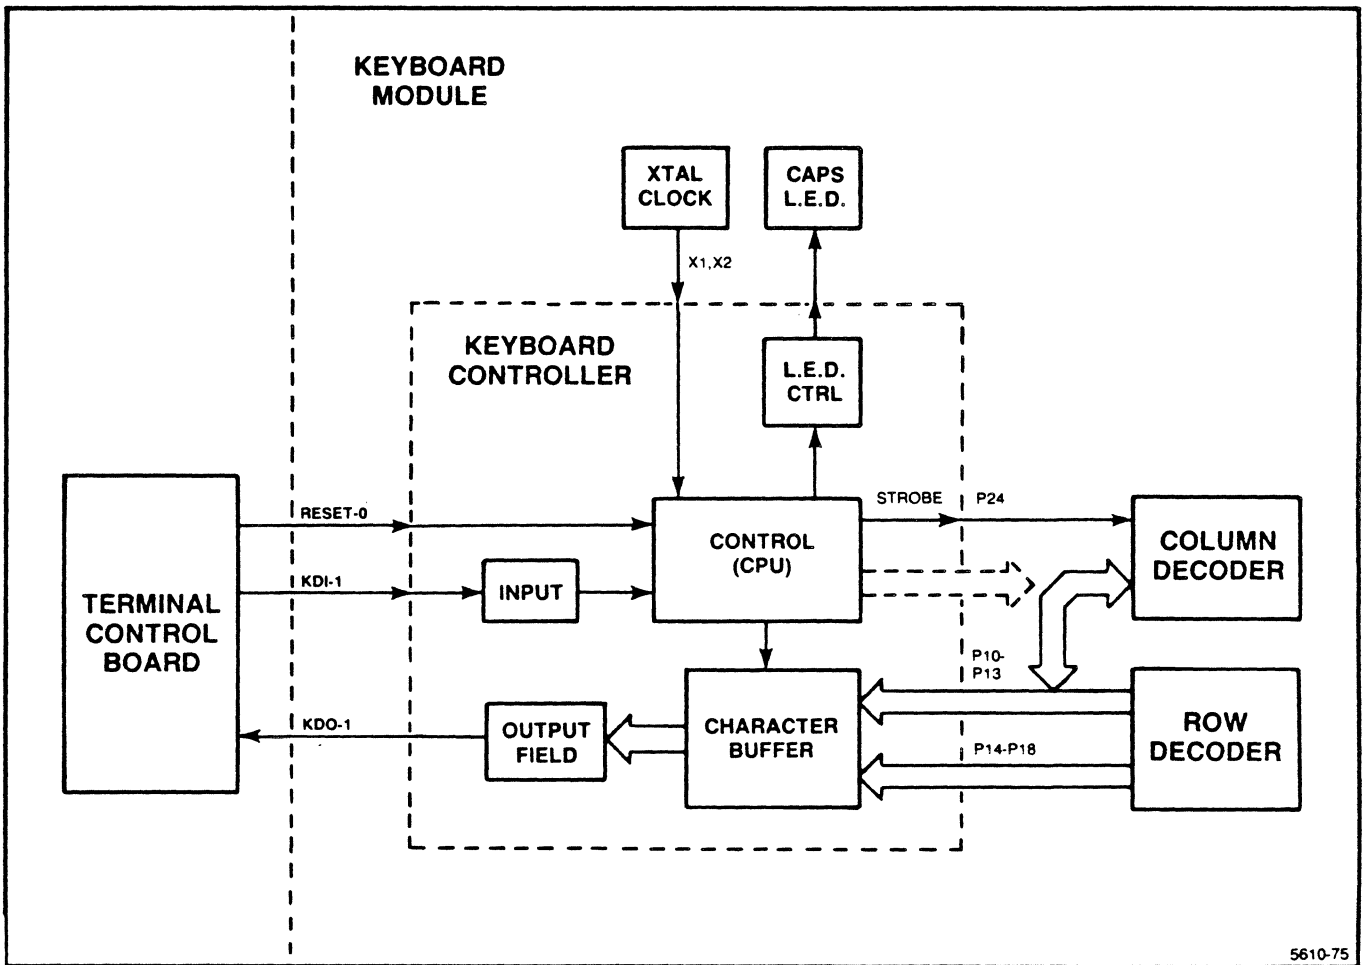 KEYBOARD
MODULE
XTAL
CLOCK
CAPS
L.E.D.
X1,X2
KEYBOARD
CONTROLLER
L.E.D.
CTRL
TERMINAL
CONTROL
BOARD
RESET-0
KDI-1
INPUT
CONTROL
(CPU)
STROBE
P24
COLUMN
DECODER
P10-
P13
KDO-1
OUTPUT
FIELD
CHARACTER
BUFFER
P14-P18
ROW
DECODER
5610-75